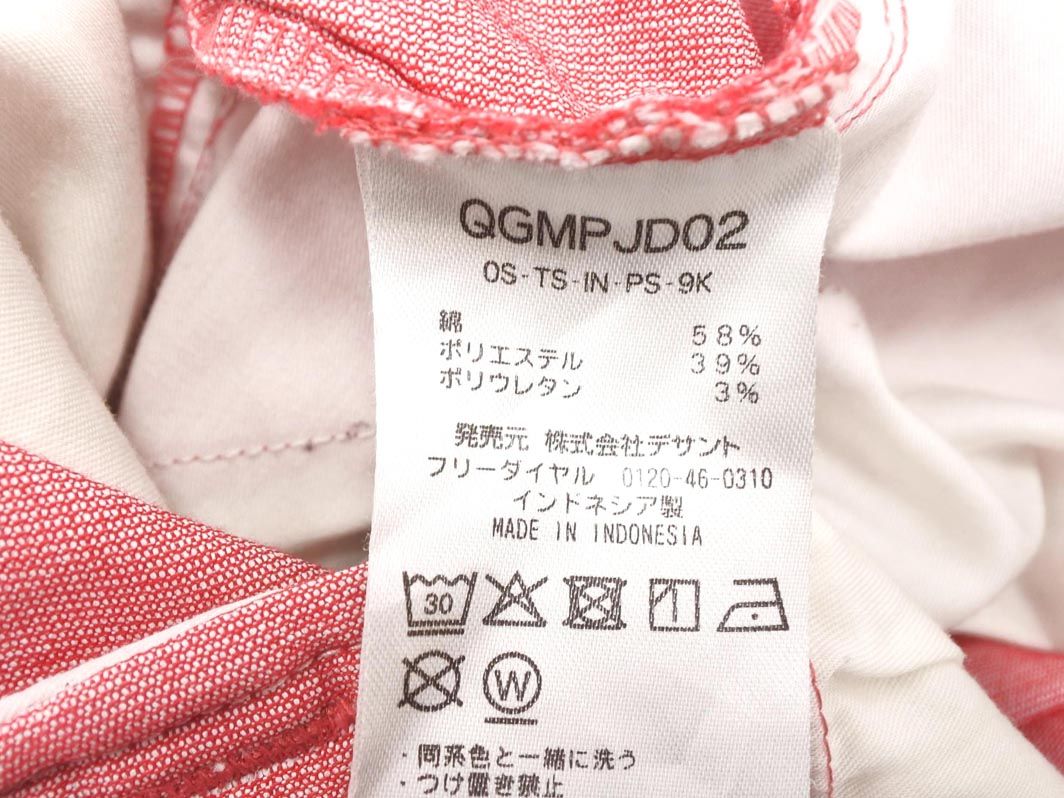 QGMPJD02
OS-TS-IN-PS-9K
綿 58%
ポリエステル 39%
ポリウレタン 3%
発売元 株式会社デサント
フリーダイヤル 0120-46-0310
インドネシア製
MADE IN INDONESIA
30
W
・同系色と一緒に洗う
・つけ置き禁止